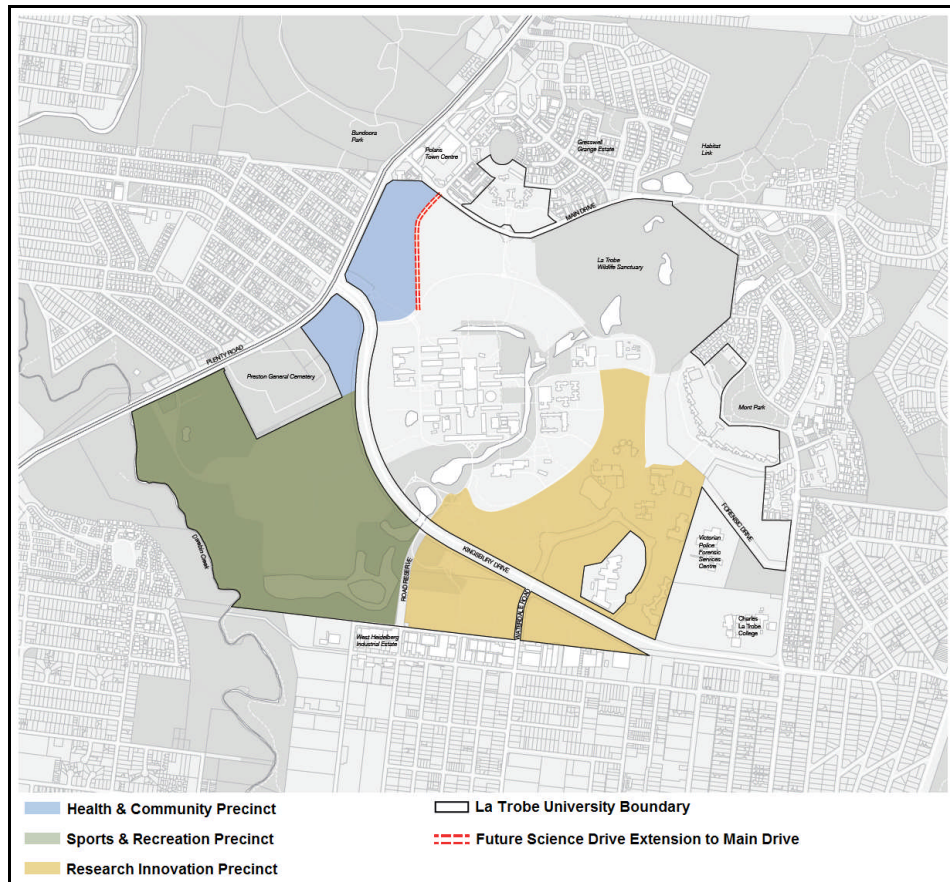 Bundoora
Park
Polaris
Town Centre
Gresswell
Grange Estate
Habitat
Link
MAIN DRIVE
La Trobe
Wildlife Sanctuary
PLENTY ROAD
Preston General Cemetery
Mont Park
FORENSIC DRIVE
Victorian
Police
Forensic
Services
Centre
Darebin Creek
KINGSBURY DRIVE
ROAD RESERVE
WATERDALE ROAD
West Heidelberg
Industrial Estate
Charles
La Trobe
College
Health & Community Precinct
La Trobe University Boundary
Sports & Recreation Precinct
Future Science Drive Extension to Main Drive
Research Innovation Precinct